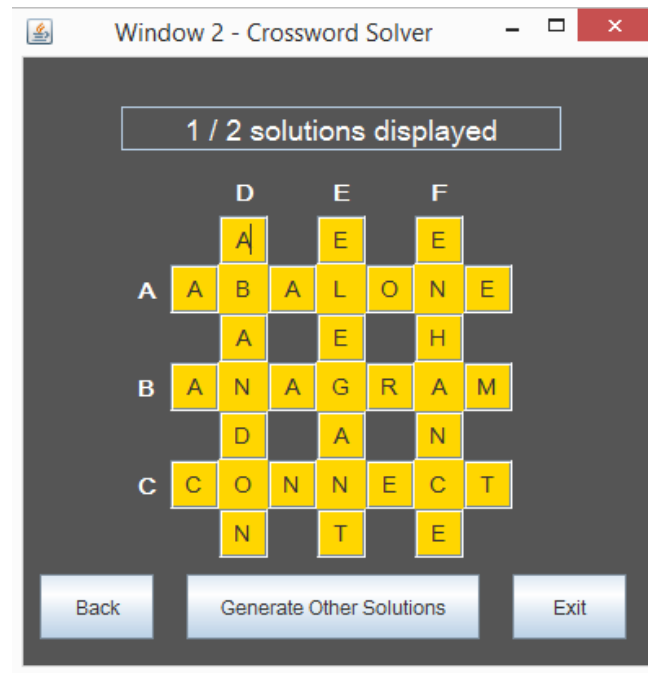 Window 2 - Crossword Solver
1 / 2 solutions displayed
D E F
A E E
A A B A L O N E
A E H
B A N A G R A M
D A N
C C O N N E C T
N T E
Back Generate Other Solutions Exit